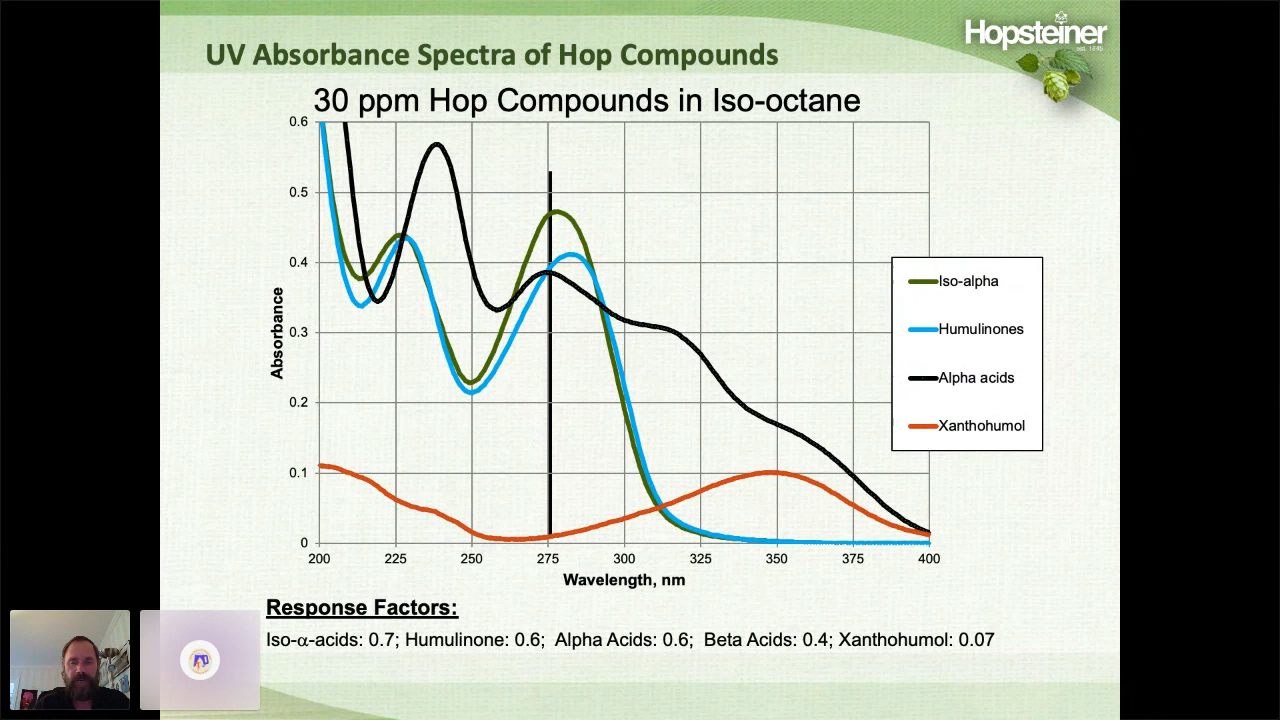 Hopsteiner
est. 1845
UV Absorbance Spectra of Hop Compounds
30 ppm Hop Compounds in Iso-octane
0.6
0.5
0.4
0.3
0.2
0.1
0
Absorbance
200 225 250 275 300 325 350 375 400
Wavelength, nm
Iso-alpha
Humulinones
Alpha acids
Xanthohumol
Response Factors:
Iso-α-acids: 0.7; Humulinone: 0.6;  Alpha Acids: 0.6;  Beta Acids: 0.4; Xanthohumol: 0.07